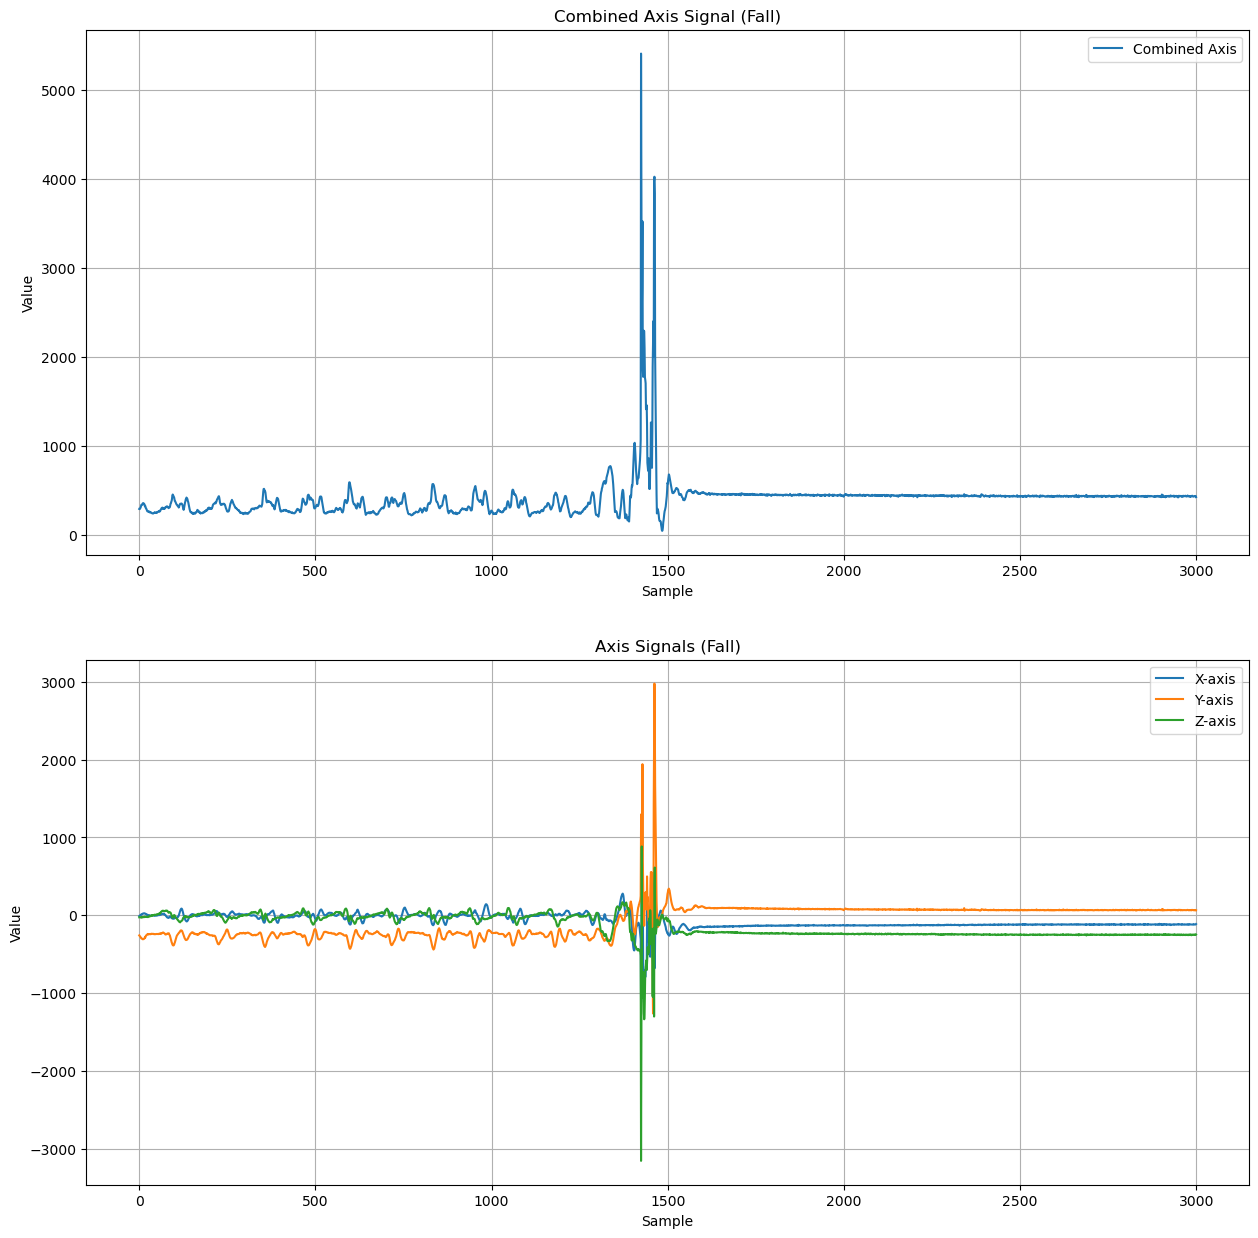 Combined Axis Signal (Fall)
Combined Axis
5000
4000
3000
2000
1000
0
Value
0 500 1000 1500 2000 2500 3000
Sample
Axis Signals (Fall)
X-axis
Y-axis
Z-axis
3000
2000
1000
0
−1000
−2000
−3000
Value
0 500 1000 1500 2000 2500 3000
Sample